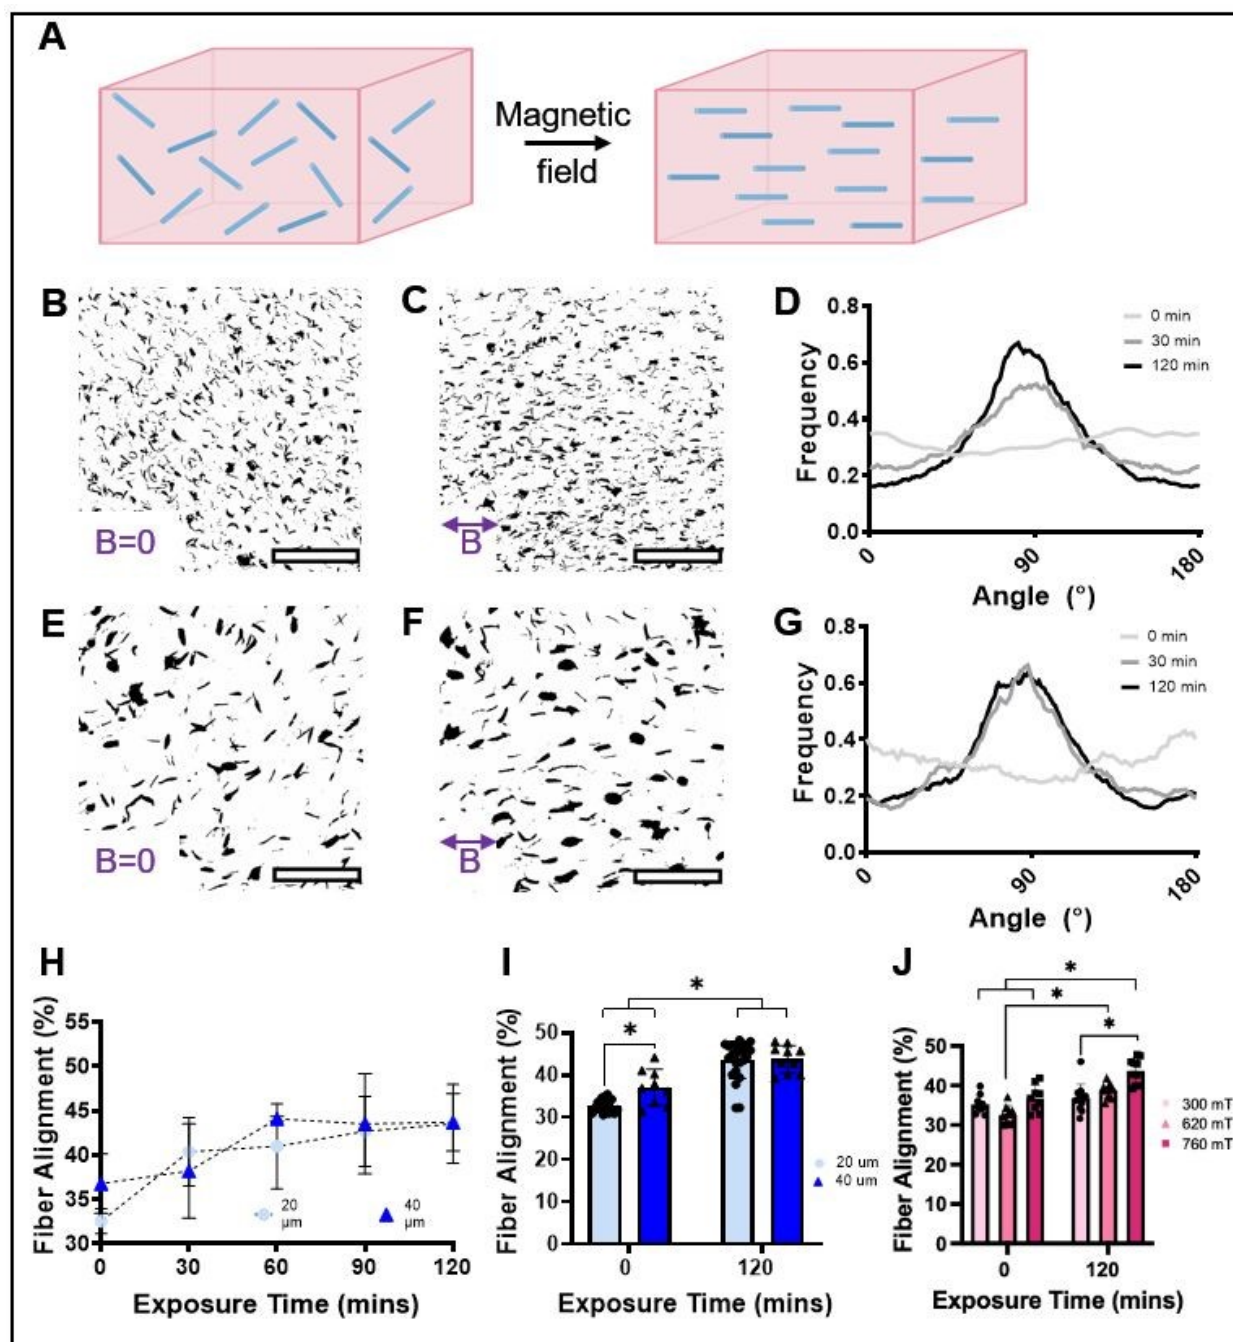 A
Magnetic
field
B
B=0
C
B
D
Frequency
0.8
0.6
0.4
0.2
0.0
0 min
30 min
120 min
0
90
180
Angle (°)
E
B=0
F
B
G
Frequency
0.8
0.6
0.4
0.2
0.0
0 min
30 min
120 min
0
90
180
Angle (°)
H
Fiber Alignment (%)
55
50
45
40
35
30
20
µm
40
µm
0
30
60
90
120
Exposure Time (mins)
I
Fiber Alignment (%)
50
40
30
20
10
0
*
*
20 um
40 um
0
120
Exposure Time (mins)
J
Fiber Alignment (%)
50
40
30
20
10
0
*
*
*
300 mT
620 mT
760 mT
0
120
Exposure Time (mins)